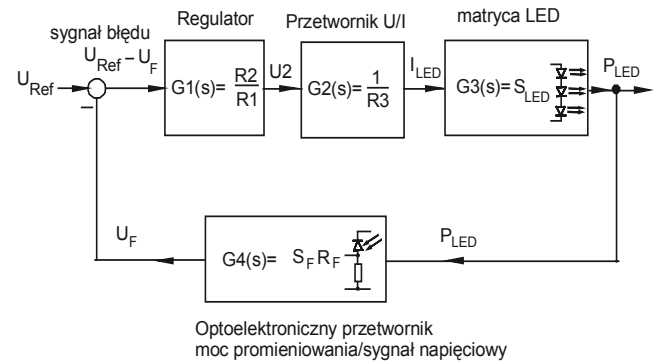 Regulator
Przetwornik U/I
matryca LED
sygnał błędu
U_Ref – U_F
U_Ref
–
G1(s)= R2/R1
U2
G2(s)= 1/R3
I_LED
G3(s)= S_LED
P_LED
U_F
G4(s)= S_F R_F
P_LED
Optoelektroniczny przetwornik
moc promieniowania/sygnał napięciowy